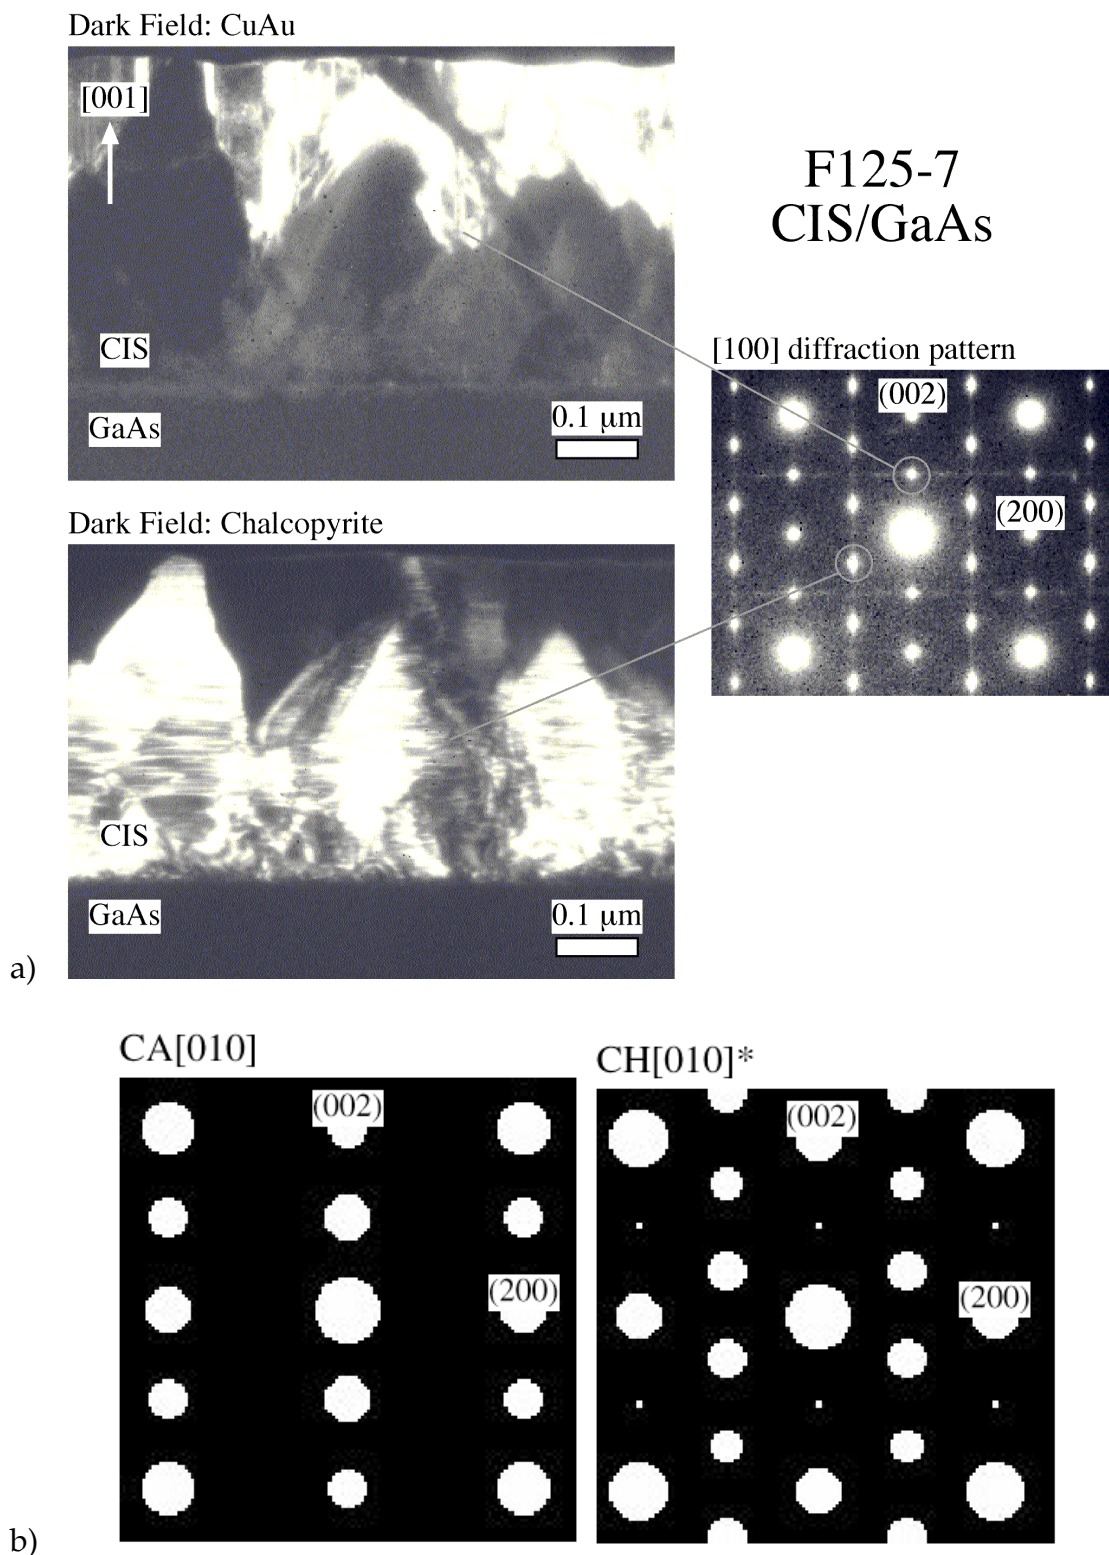 Dark Field: CuAu
[001]
CIS
GaAs
0.1 μm
F125-7
CIS/GaAs
[100] diffraction pattern
(002)
(200)
Dark Field: Chalcopyrite
CIS
GaAs
0.1 μm
a)
CA[010]
(002)
(200)
CH[010]*
(002)
(200)
b)